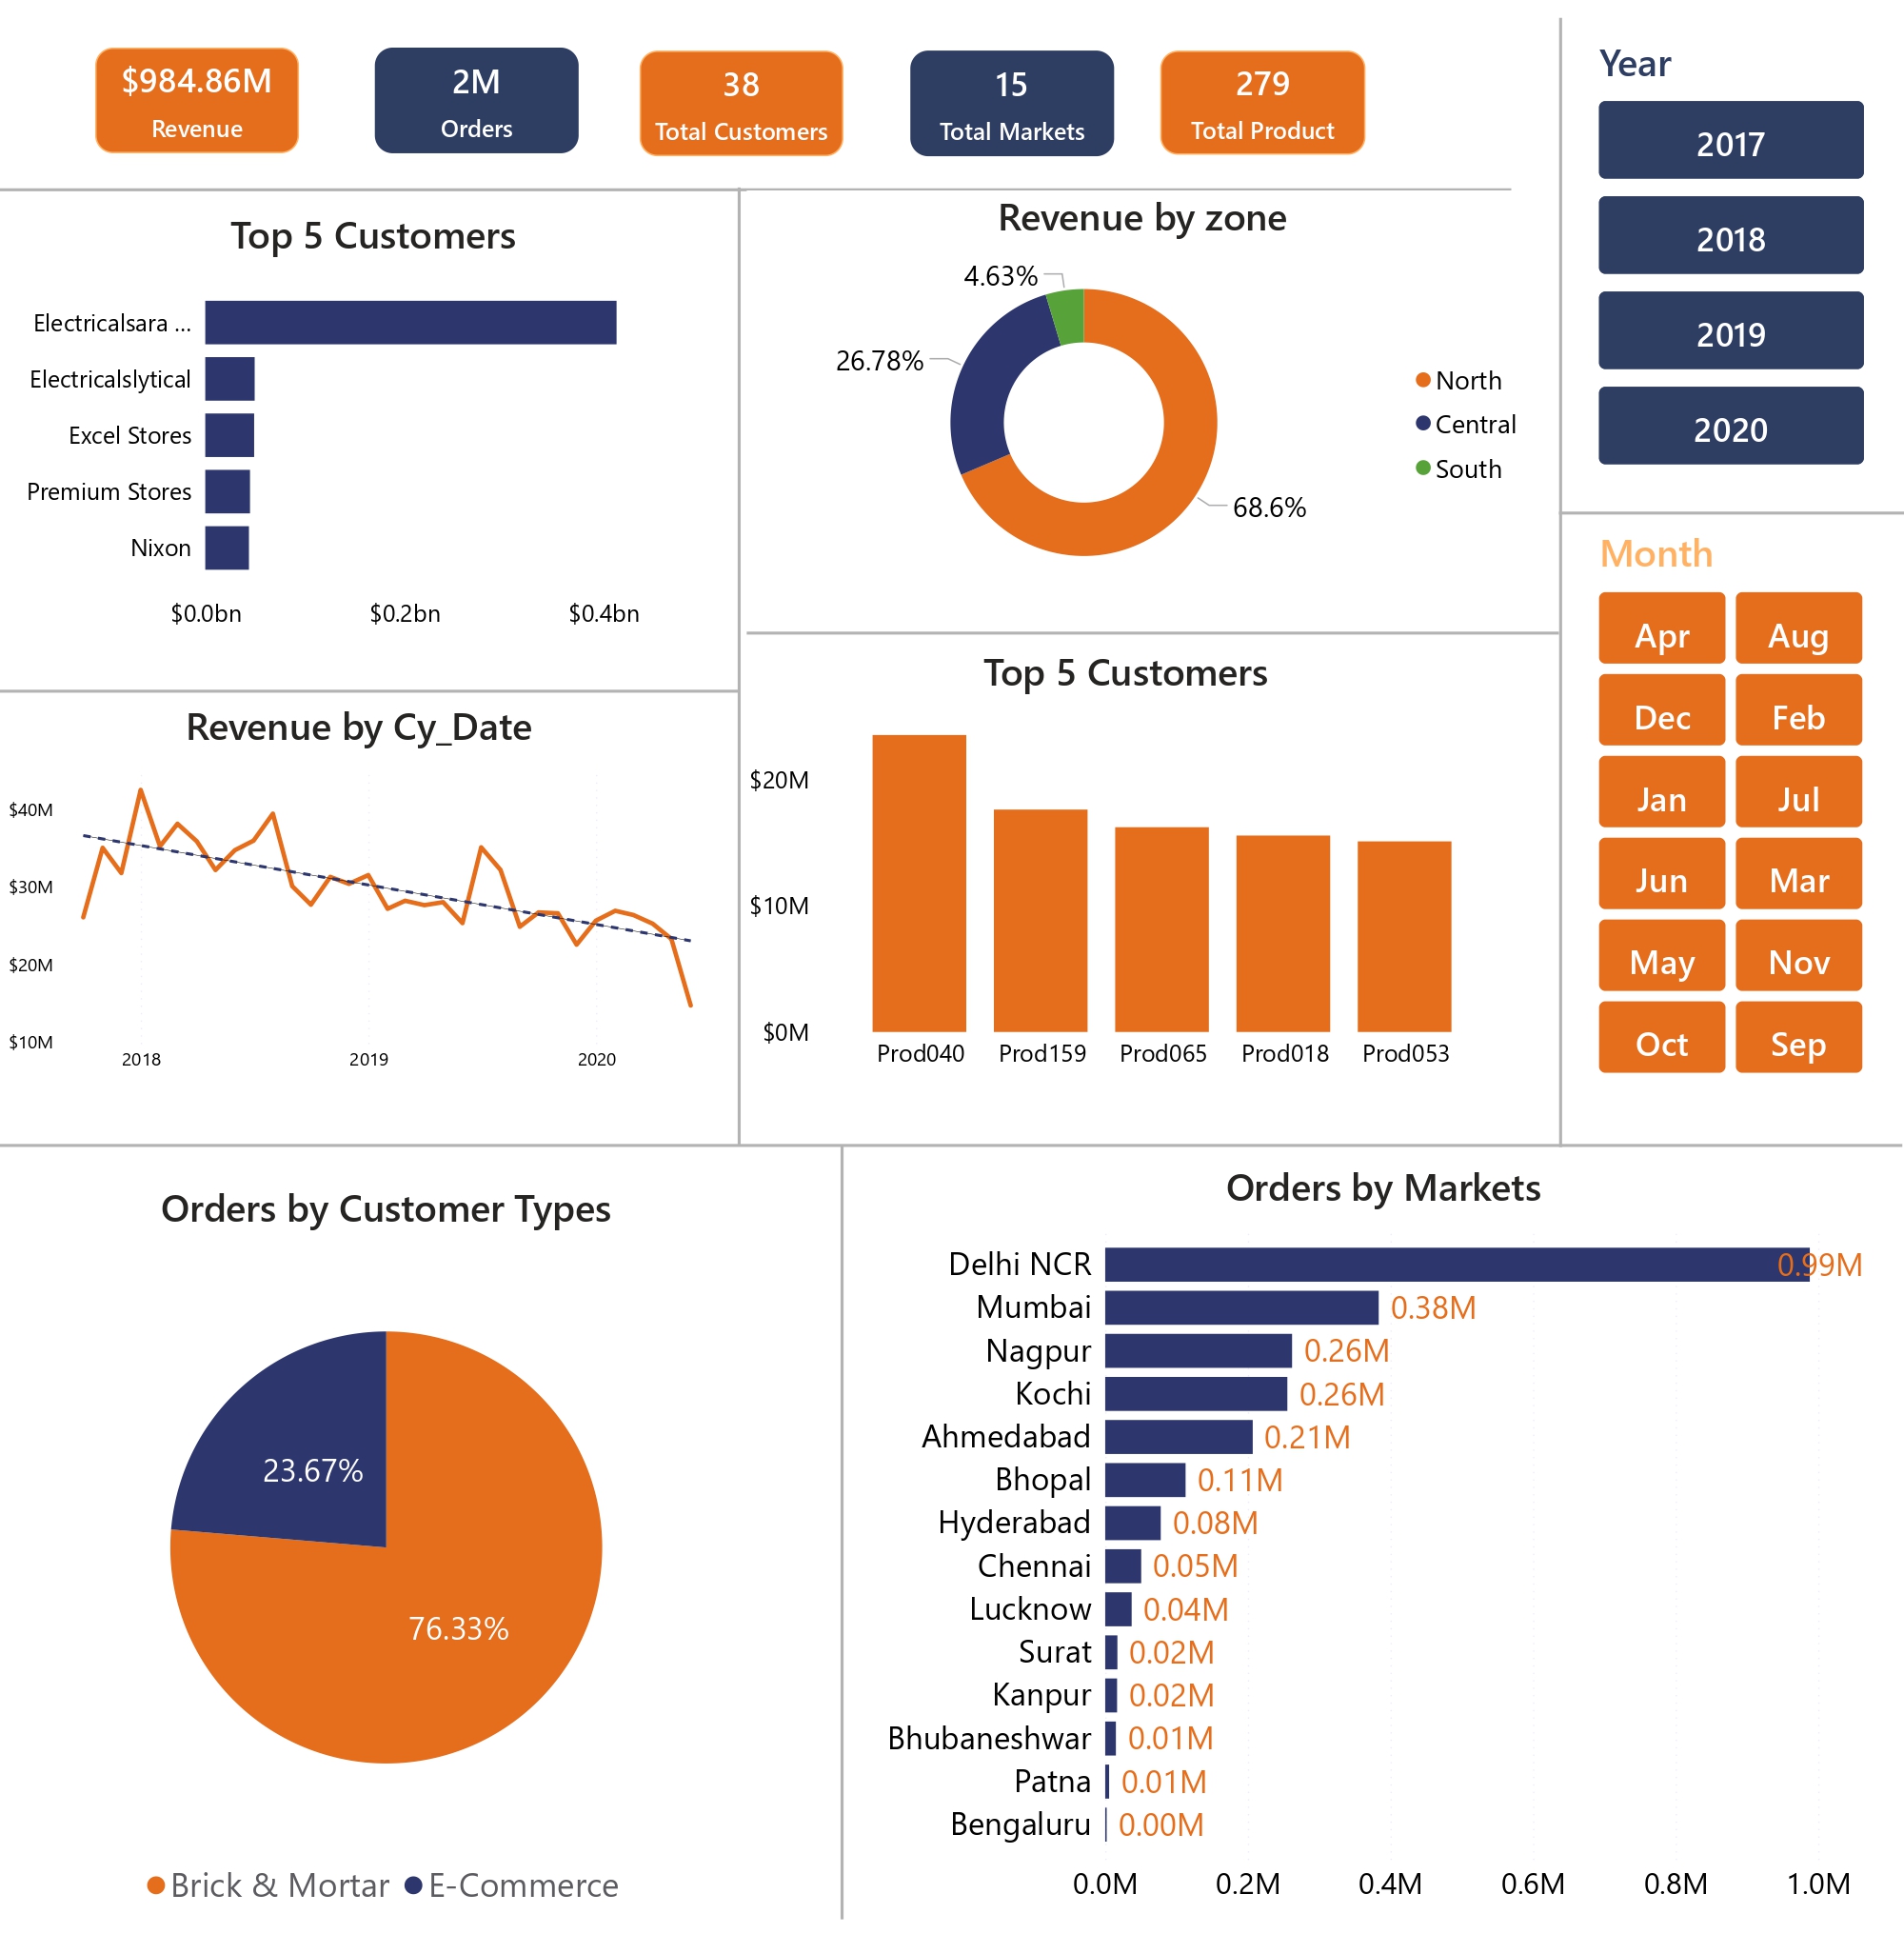 $984.86M
Revenue
2M
Orders
38
Total Customers
15
Total Markets
279
Total Product
Year
2017
2018
2019
2020
Top 5 Customers
Electricalsara ...
Electricalslytical
Excel Stores
Premium Stores
Nixon
$0.0bn $0.2bn $0.4bn
Revenue by zone
4.63%
26.78%
68.6%
North
Central
South
Month
Apr Aug
Dec Feb
Jan Jul
Jun Mar
May Nov
Oct Sep
Revenue by Cy_Date
$40M
$30M
$20M
$10M
2018 2019 2020
Top 5 Customers
$20M
$10M
$0M
Prod040 Prod159 Prod065 Prod018 Prod053
Orders by Customer Types
23.67%
76.33%
Brick & Mortar E-Commerce
Orders by Markets
Delhi NCR 0.99M
Mumbai 0.38M
Nagpur 0.26M
Kochi 0.26M
Ahmedabad 0.21M
Bhopal 0.11M
Hyderabad 0.08M
Chennai 0.05M
Lucknow 0.04M
Surat 0.02M
Kanpur 0.02M
Bhubaneshwar 0.01M
Patna 0.01M
Bengaluru 0.00M
0.0M 0.2M 0.4M 0.6M 0.8M 1.0M